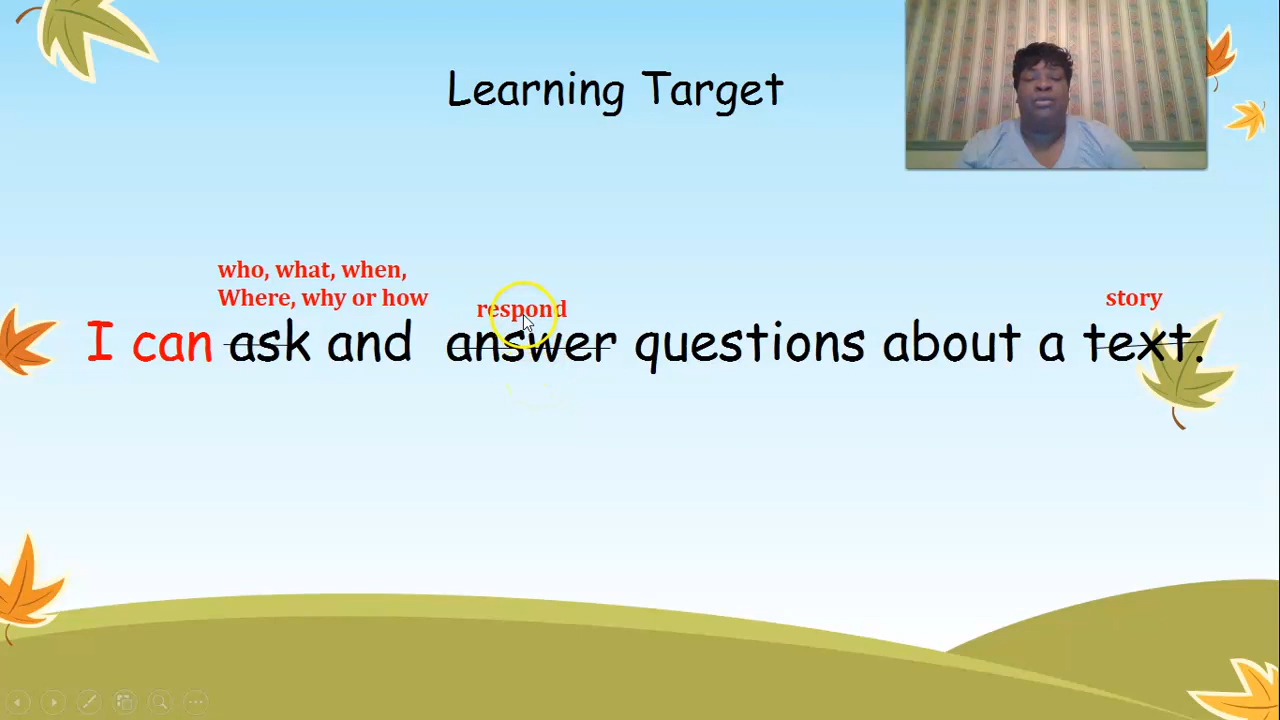 Learning Target
who, what, when,
Where, why or how
respond
story
I can ask and answer questions about a text.